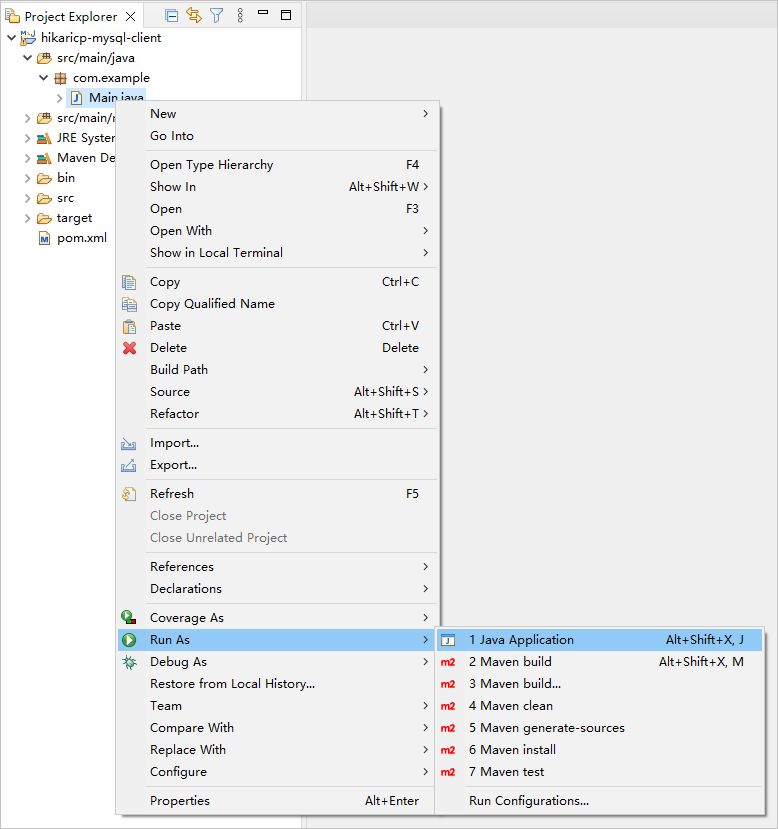 Project Explorer
hikaricp-mysql-client
src/main/java
com.example
Main.java
src/main/r
JRE Syster
Maven De
bin
src
target
pom.xml
New
Go Into
Open Type Hierarchy F4
Show In Alt+Shift+W
Open F3
Open With
Show in Local Terminal
Copy Ctrl+C
Copy Qualified Name
Paste Ctrl+V
Delete Delete
Build Path
Source Alt+Shift+S
Refactor Alt+Shift+T
Import...
Export...
Refresh F5
Close Project
Close Unrelated Project
References
Declarations
Coverage As
Run As
Debug As
Restore from Local History...
Team
Compare With
Replace With
Configure
Properties Alt+Enter
1 Java Application Alt+Shift+X, J
m2 2 Maven build Alt+Shift+X, M
m2 3 Maven build...
m2 4 Maven clean
m2 5 Maven generate-sources
m2 6 Maven install
m2 7 Maven test
Run Configurations...